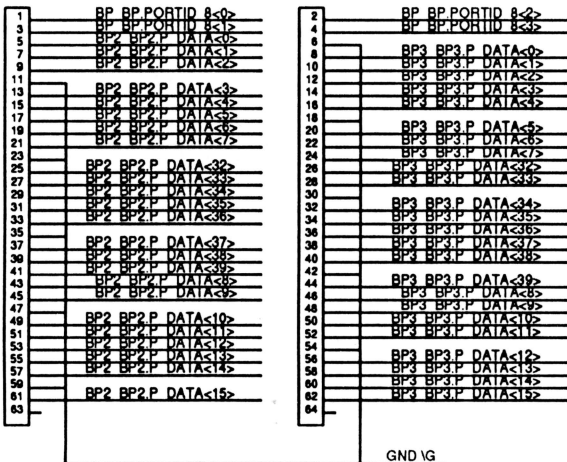 1 BP BP.PORTID 8<0>
3 BP BP.PORTID 8<1>
5 BP2 BP2.P DATA<0>
7 BP2 BP2.P DATA<1>
9 BP2 BP2.P DATA<2>
11
13 BP2 BP2.P DATA<3>
15 BP2 BP2.P DATA<4>
17 BP2 BP2.P DATA<5>
19 BP2 BP2.P DATA<6>
21 BP2 BP2.P DATA<7>
23
25 BP2 BP2.P DATA<32>
27 BP2 BP2.P DATA<33>
29 BP2 BP2.P DATA<34>
31 BP2 BP2.P DATA<35>
33 BP2 BP2.P DATA<36>
35
37 BP2 BP2.P DATA<37>
39 BP2 BP2.P DATA<38>
41 BP2 BP2.P DATA<39>
43 BP2 BP2.P DATA<8>
45 BP2 BP2.P DATA<9>
47
49 BP2 BP2.P DATA<10>
51 BP2 BP2.P DATA<11>
53 BP2 BP2.P DATA<12>
55 BP2 BP2.P DATA<13>
57 BP2 BP2.P DATA<14>
59
61 BP2 BP2.P DATA<15>
63
2 BP BP.PORTID 8<2>
4 BP BP.PORTID 8<3>
6
8 BP3 BP3.P DATA<0>
10 BP3 BP3.P DATA<1>
12 BP3 BP3.P DATA<2>
14 BP3 BP3.P DATA<3>
16 BP3 BP3.P DATA<4>
18
20 BP3 BP3.P DATA<5>
22 BP3 BP3.P DATA<6>
24 BP3 BP3.P DATA<7>
26 BP3 BP3.P DATA<32>
28 BP3 BP3.P DATA<33>
30
32 BP3 BP3.P DATA<34>
34 BP3 BP3.P DATA<35>
36 BP3 BP3.P DATA<36>
38 BP3 BP3.P DATA<37>
40 BP3 BP3.P DATA<38>
42
44 BP3 BP3.P DATA<39>
46 BP3 BP3.P DATA<8>
48 BP3 BP3.P DATA<9>
50 BP3 BP3.P DATA<10>
52 BP3 BP3.P DATA<11>
54
56 BP3 BP3.P DATA<12>
58 BP3 BP3.P DATA<13>
60 BP3 BP3.P DATA<14>
62 BP3 BP3.P DATA<15>
64
GND \G